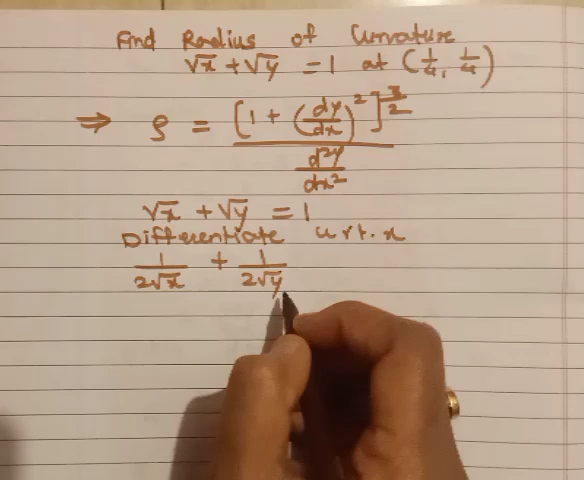 Find Radius of Curvature
√x + √y = 1 at (1/4, 1/4)
⇒ ρ = [1 + (dy/dx)²]^(3/2) / (d²y/dx²)
√x + √y = 1
Differentiate w.r.t. x
1/(2√x) + 1/(2√y)